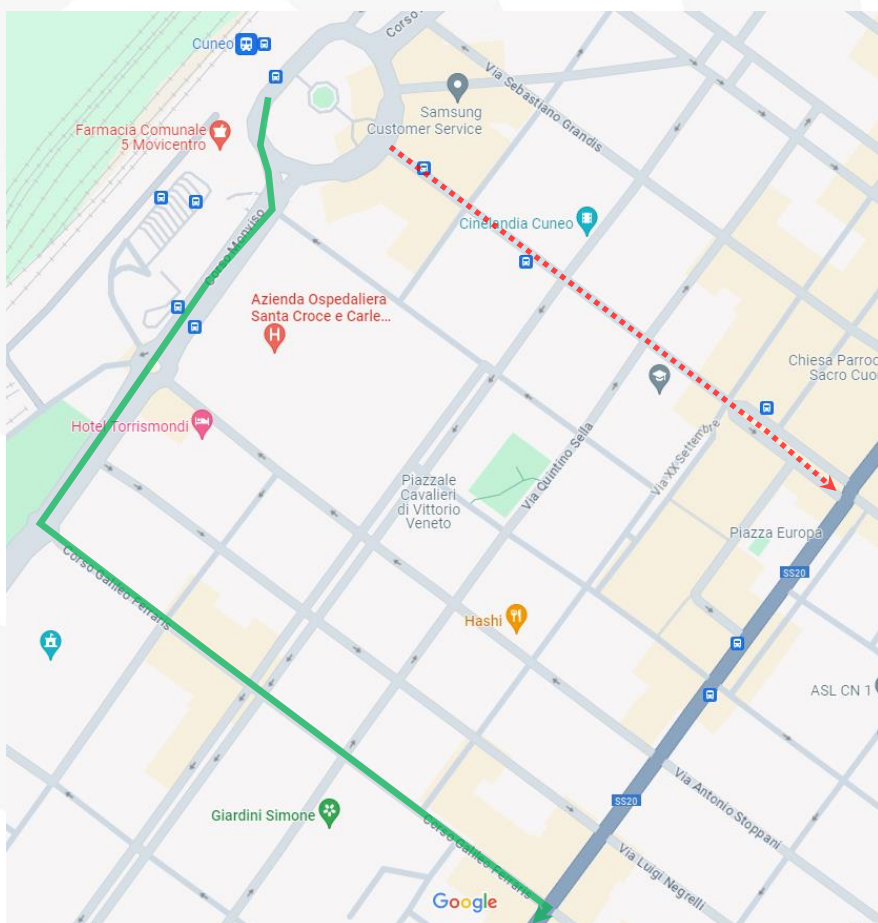 Cuneo
Corso
Via Sebastiano Grandis
Samsung
Customer Service
Farmacia Comunale
5 Movicentro
Cinelandia Cuneo
Corso Monviso
Azienda Ospedaliera
Santa Croce e Carle...
H
Chiesa Parroc
Sacro Cuo
Hotel Torrismondi
Via XX Settembre
Via Quintino Sella
Piazzale
Cavalieri
di Vittorio
Veneto
Piazza Europa
SS20
Corso Galileo Ferraris
Hashi
ASL CN 1
Via Antonio Stoppani
SS20
Giardini Simone
Corso Galileo Ferraris
Via Luigi Negrelli
Google